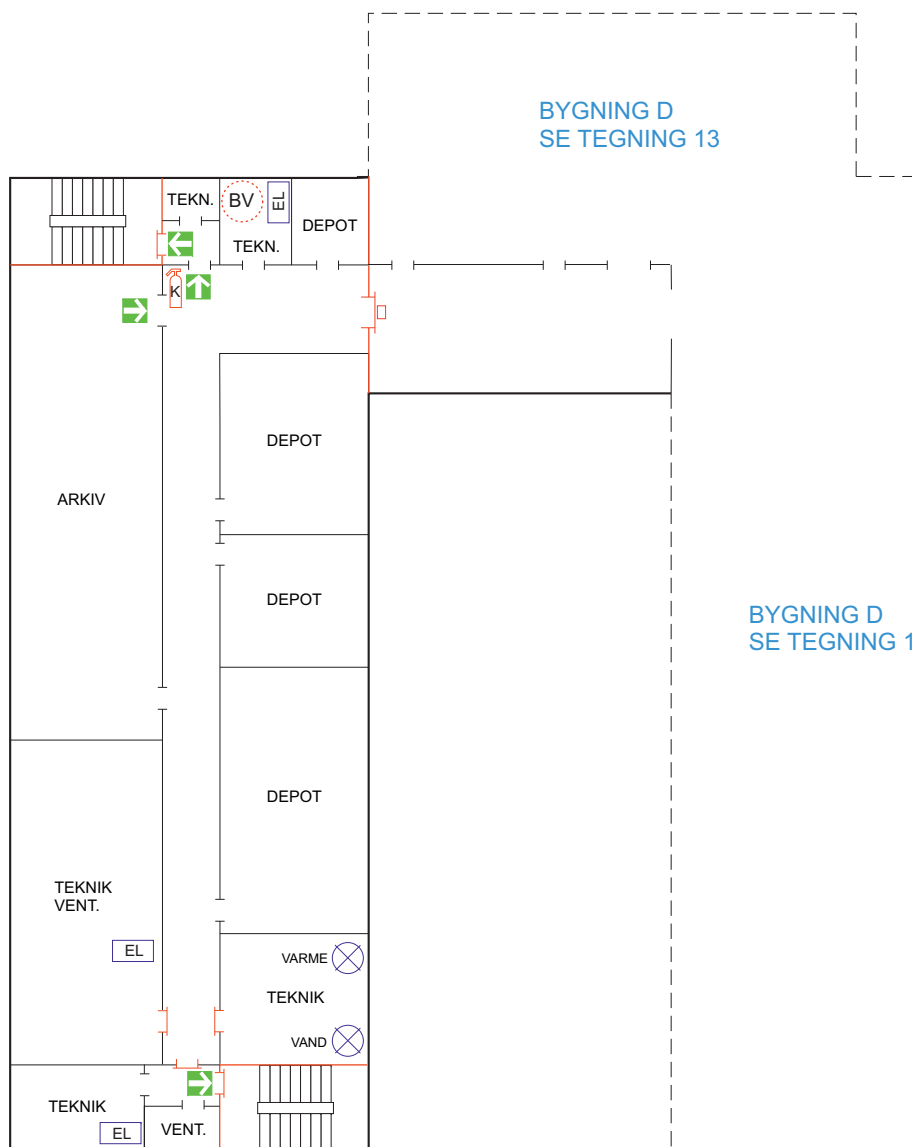 BYGNING D
SE TEGNING 13
TEKN.
BV
EL
DEPOT
TEKN.
K
DEPOT
ARKIV
DEPOT
BYGNING D
SE TEGNING 1
DEPOT
TEKNIK
VENT.
EL
VARME
TEKNIK
VAND
TEKNIK
EL
VENT.